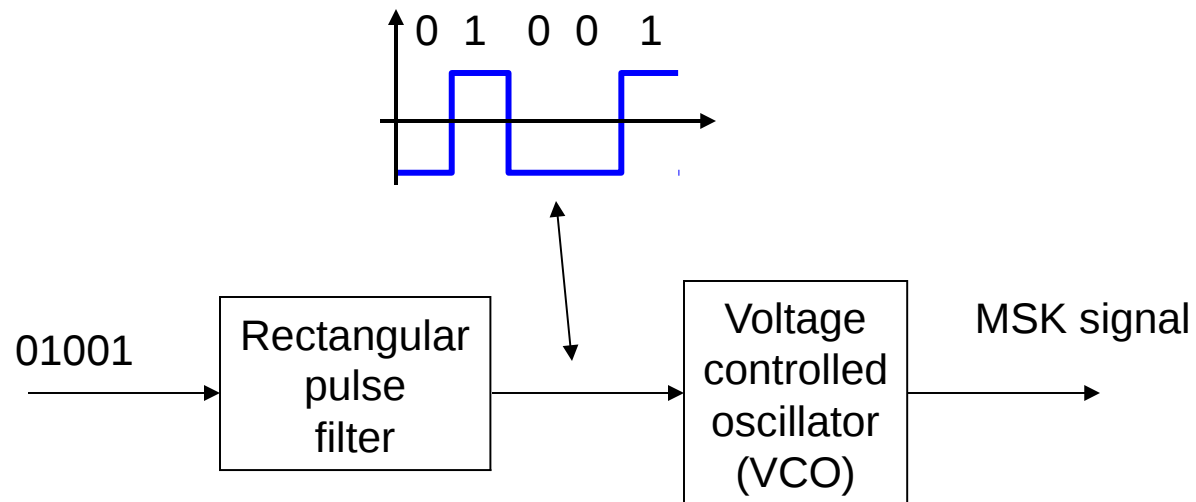 0 1 0 0 1
01001
Rectangular
pulse
filter
Voltage
controlled
oscillator
(VCO)
MSK signal